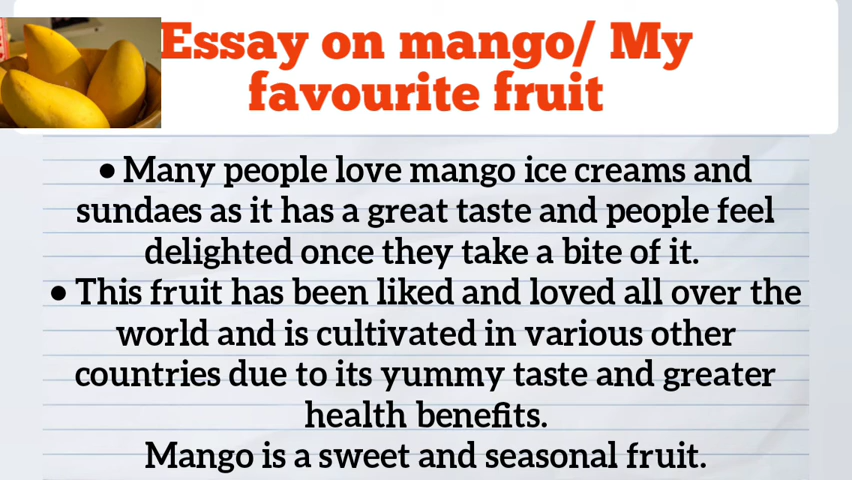 Essay on mango/ My
favourite fruit
• Many people love mango ice creams and
sundaes as it has a great taste and people feel
delighted once they take a bite of it.
• This fruit has been liked and loved all over the
world and is cultivated in various other
countries due to its yummy taste and greater
health benefits.
Mango is a sweet and seasonal fruit.